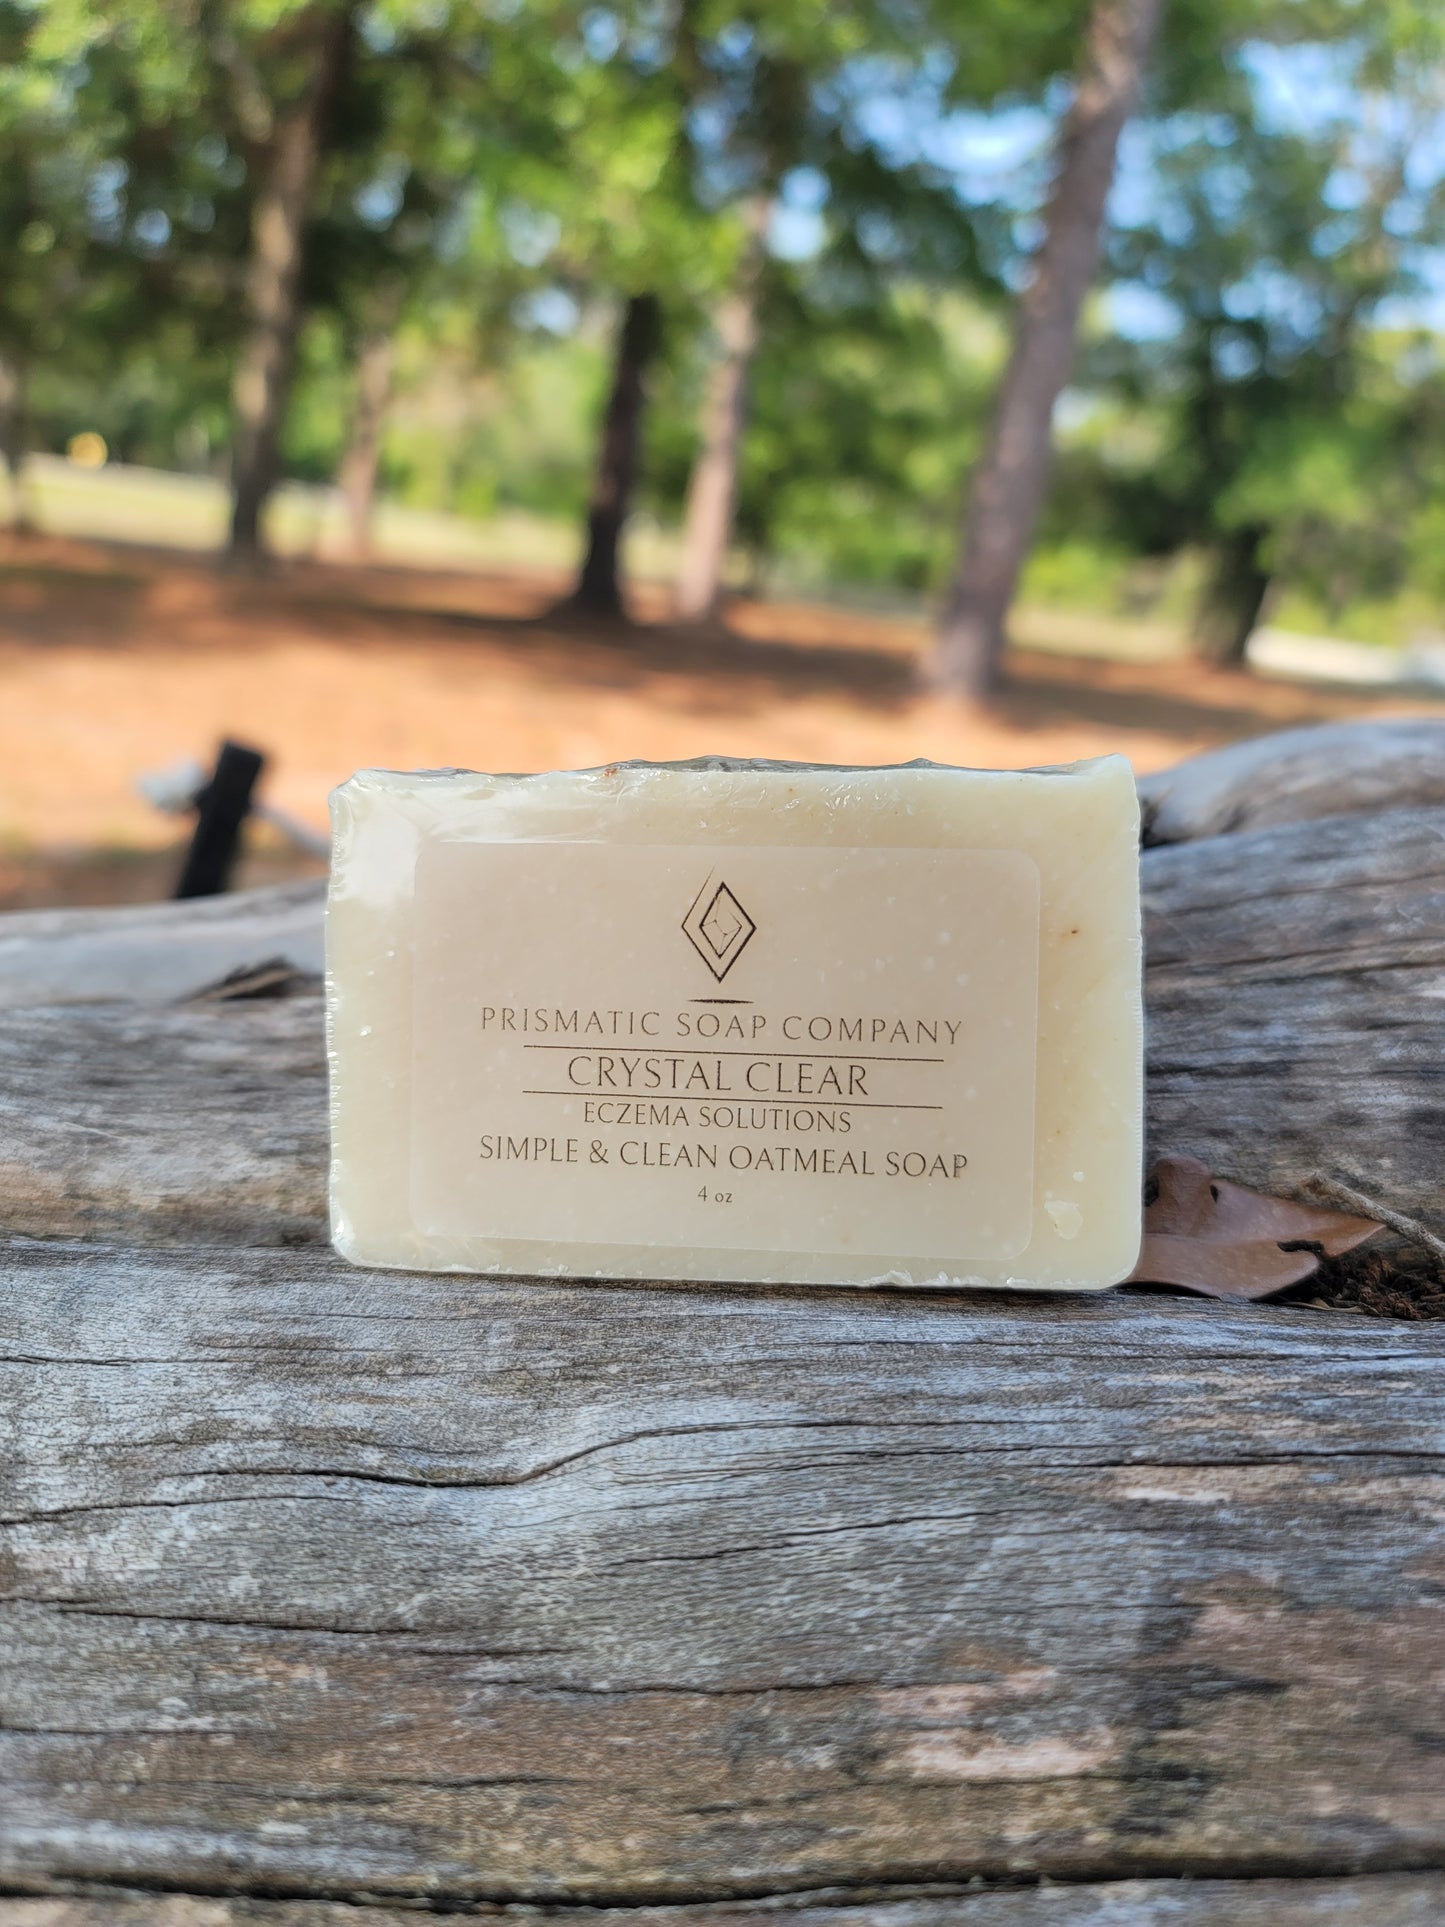 PRISMATIC SOAP COMPANY
CRYSTAL CLEAR
ECZEMA SOLUTIONS
SIMPLE & CLEAN OATMEAL SOAP
4 oz